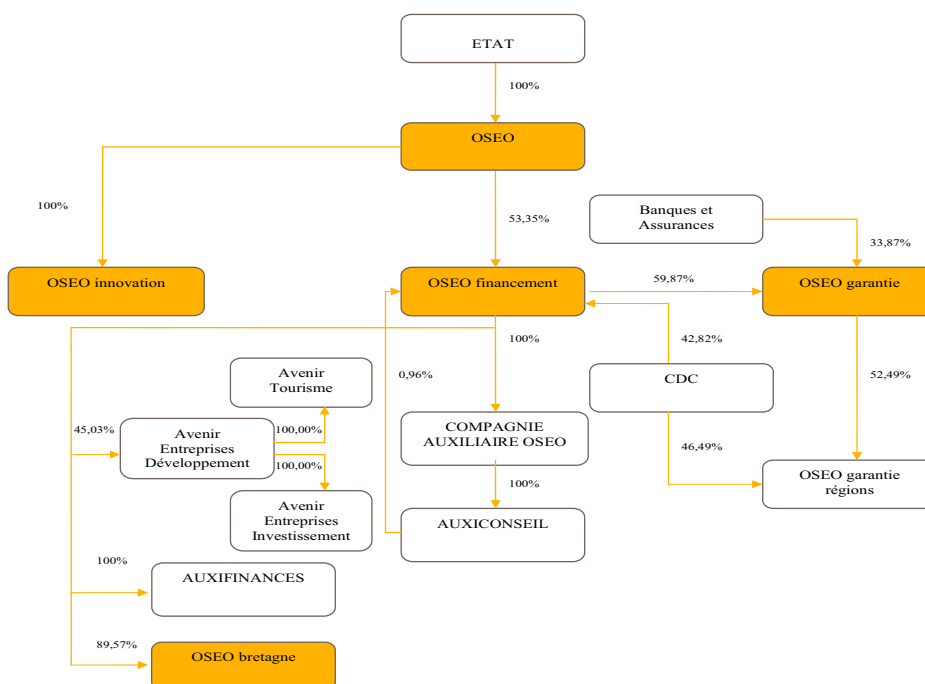 ETAT
100%
OSEO
100%
53,35%
Banques et
Assurances
33,87%
OSEO innovation
OSEO financement
59,87%
OSEO garantie
100%
42,82%
Avenir
Tourisme
0,96%
CDC
52,49%
45,03%
Avenir
Entreprises
Développement
100,00%
100,00%
COMPAGNIE
AUXILIAIRE OSEO
46,49%
OSEO garantie
régions
100%
Avenir
Entreprises
Investissement
AUXICONSEIL
100%
AUXIFINANCES
89,57%
OSEO bretagne